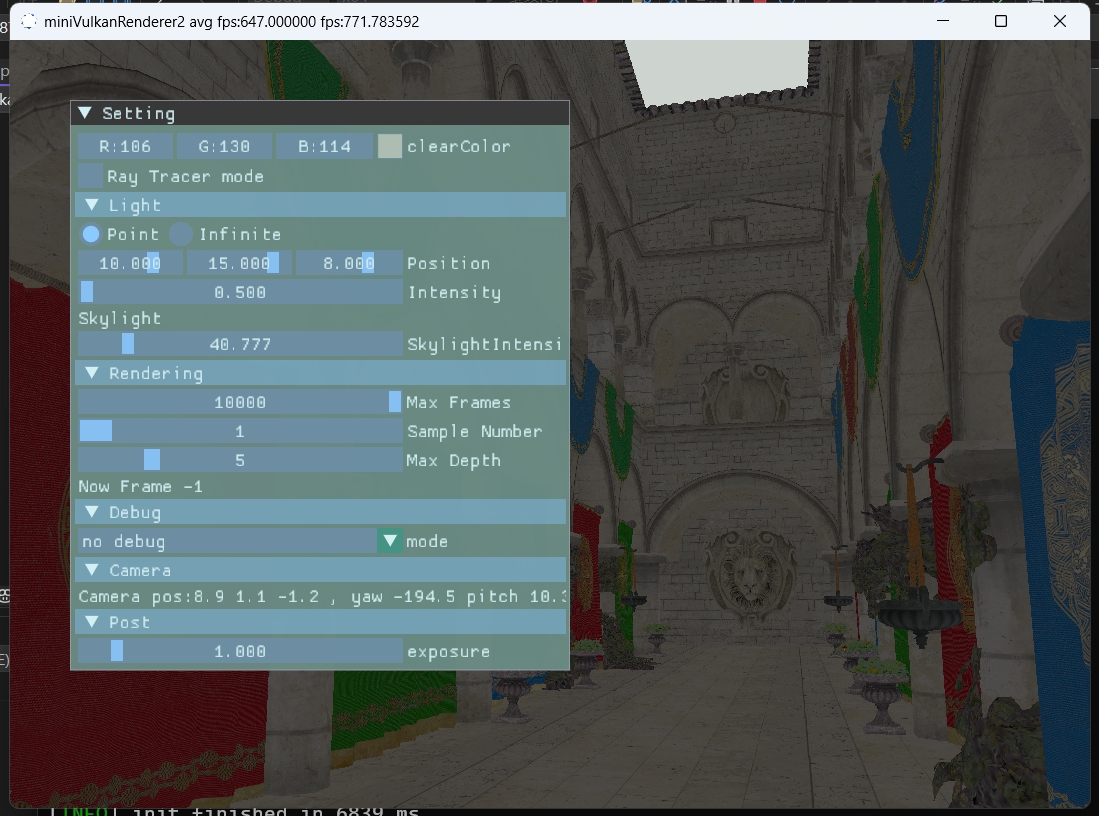 miniVulkanRenderer2 avg fps:647.000000 fps:771.783592
Setting
R:106 G:130 B:114 clearColor
Ray Tracer mode
Light
Point Infinite
10.000 15.000 8.000 Position
0.500 Intensity
Skylight
40.777 SkylightIntensi
Rendering
10000 Max Frames
1 Sample Number
5 Max Depth
Now Frame -1
Debug
no debug mode
Camera
Camera pos:8.9 1.1 -1.2 , yaw -194.5 pitch 10.3
Post
1.000 exposure
[INFO] init finished in 6839 ms